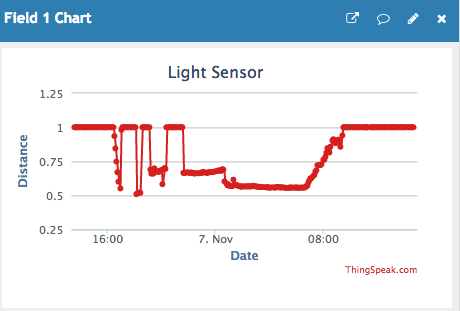 Field 1 Chart
Light Sensor
1.25
1
0.75
0.5
0.25
Distance
16:00 7. Nov 08:00
Date
ThingSpeak.com